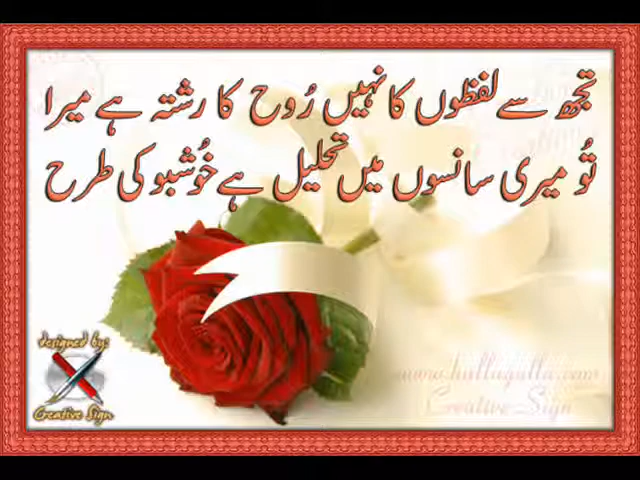 تجھ سے لفظوں کا نہیں رُوح کا رشتہ ہے میرا
تُو میری سانسوں میں تحلیل ہے خُوشبو کی طرح
designed by:
Creative Sign
www.hallagulla.com
Creative Sign